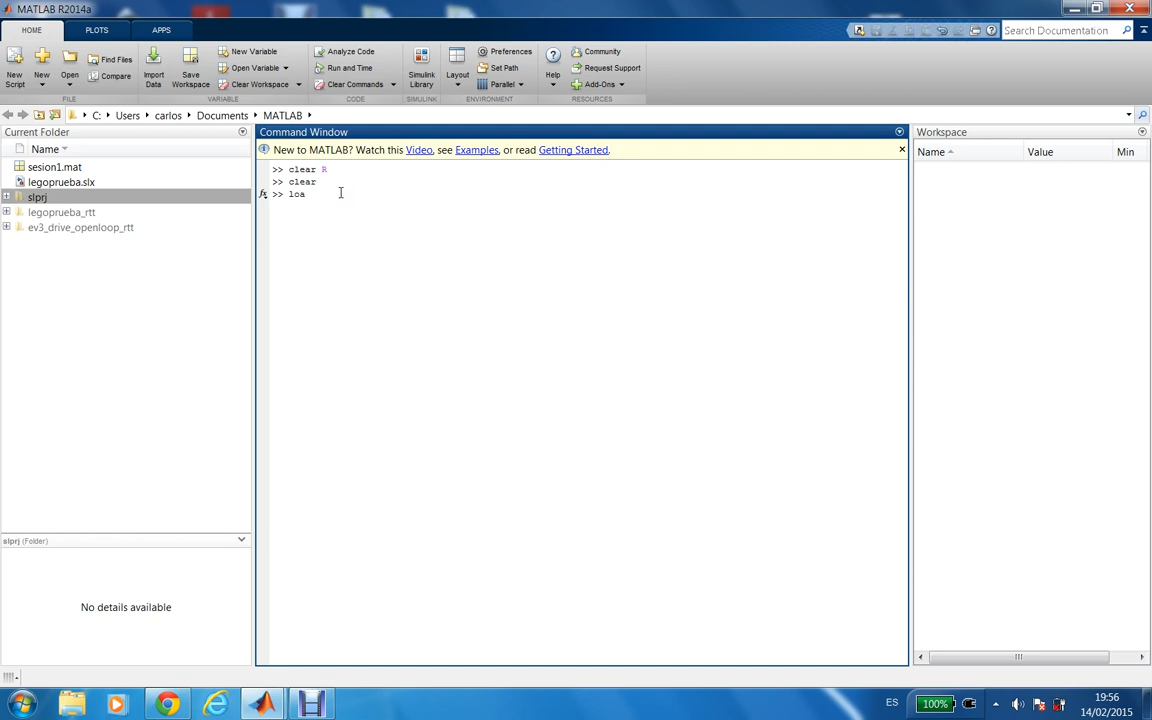 MATLAB R2014a
HOME
PLOTS
APPS
Search Documentation
New Script
New
Open
Find Files
Compare
FILE
Import Data
Save Workspace
New Variable
Open Variable
Clear Workspace
VARIABLE
Analyze Code
Run and Time
Clear Commands
CODE
Simulink Library
SIMULINK
Layout
Preferences
Set Path
Parallel
ENVIRONMENT
Help
Community
Request Support
Add-Ons
RESOURCES
C: Users carlos Documents MATLAB
Current Folder
Name
sesion1.mat
legoprueba.slx
slprj
legoprueba_rtt
ev3_drive_openloop_rtt
slprj (Folder)
No details available
Command Window
New to MATLAB? Watch this Video, see Examples, or read Getting Started.
>> clear R
>> clear
fx >> loa
Workspace
Name Value Min
ES
100%
19:56
14/02/2015